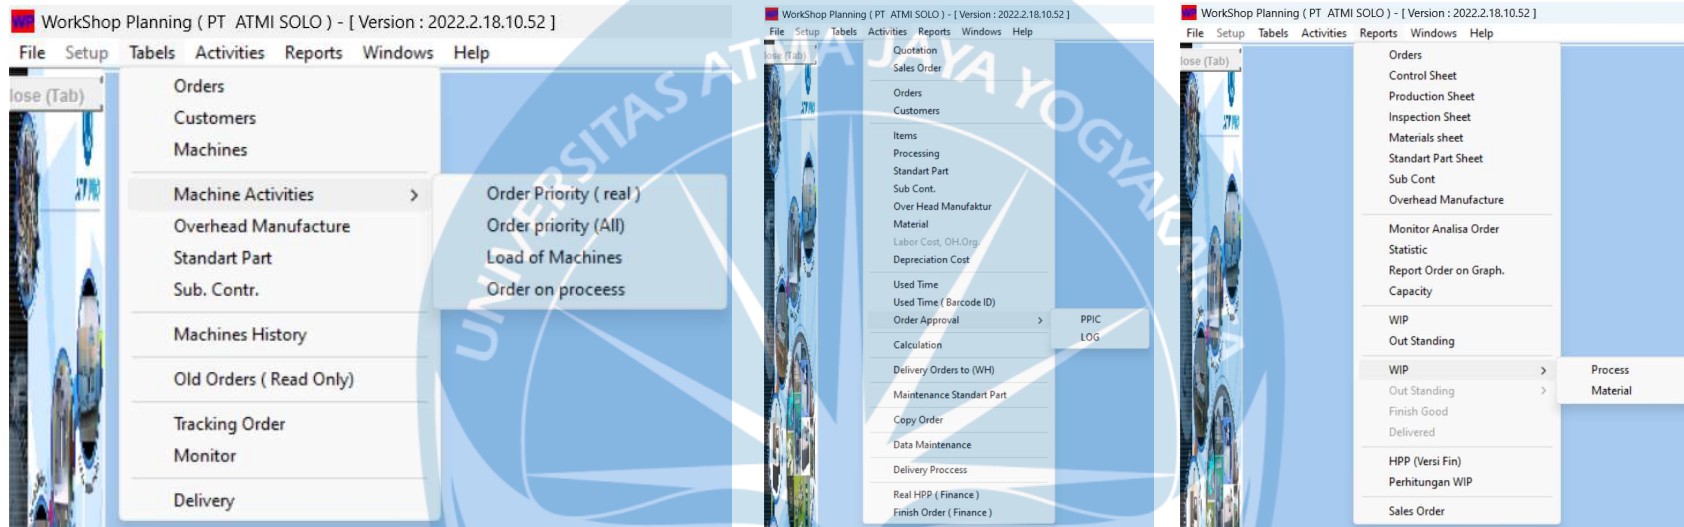 WP WorkShop Planning ( PT ATMI SOLO ) - [ Version : 2022.2.18.10.52 ]
File Setup Tabels Activities Reports Windows Help
lose (Tab)
Orders
Customers
Machines
Machine Activities >
Overhead Manufacture
Standart Part
Sub. Contr.
Machines History
Old Orders ( Read Only)
Tracking Order
Monitor
Delivery
Order Priority ( real )
Order priority (All)
Load of Machines
Order on proceess
WorkShop Planning ( PT ATMI SOLO ) - [ Version : 2022.2.18.10.52 ]
File Setup Tabels Activities Reports Windows Help
lose (Tab)
Quotation
Sales Order
Orders
Customers
Items
Processing
Standart Part
Sub Cont.
Over Head Manufaktur
Material
Labor Cost, OH.Org.
Depreciation Cost
Used Time
Used Time ( Barcode ID)
Order Approval >
Calculation
Delivery Orders to (WH)
Maintenance Standart Part
Copy Order
Data Maintenance
Delivery Proccess
Real HPP ( Finance )
Finish Order ( Finance )
PPIC
LOG
WorkShop Planning ( PT ATMI SOLO ) - [ Version : 2022.2.18.10.52 ]
File Setup Tabels Activities Reports Windows Help
lose (Tab)
Orders
Control Sheet
Production Sheet
Inspection Sheet
Materials sheet
Standart Part Sheet
Sub Cont
Overhead Manufacture
Monitor Analisa Order
Statistic
Report Order on Graph.
Capacity
WIP
Out Standing
WIP >
Out Standing >
Finish Good
Delivered
HPP (Versi Fin)
Perhitungan WIP
Sales Order
Process
Material
UNIVERSITAS ATMA JAYA YOGYAKARTA